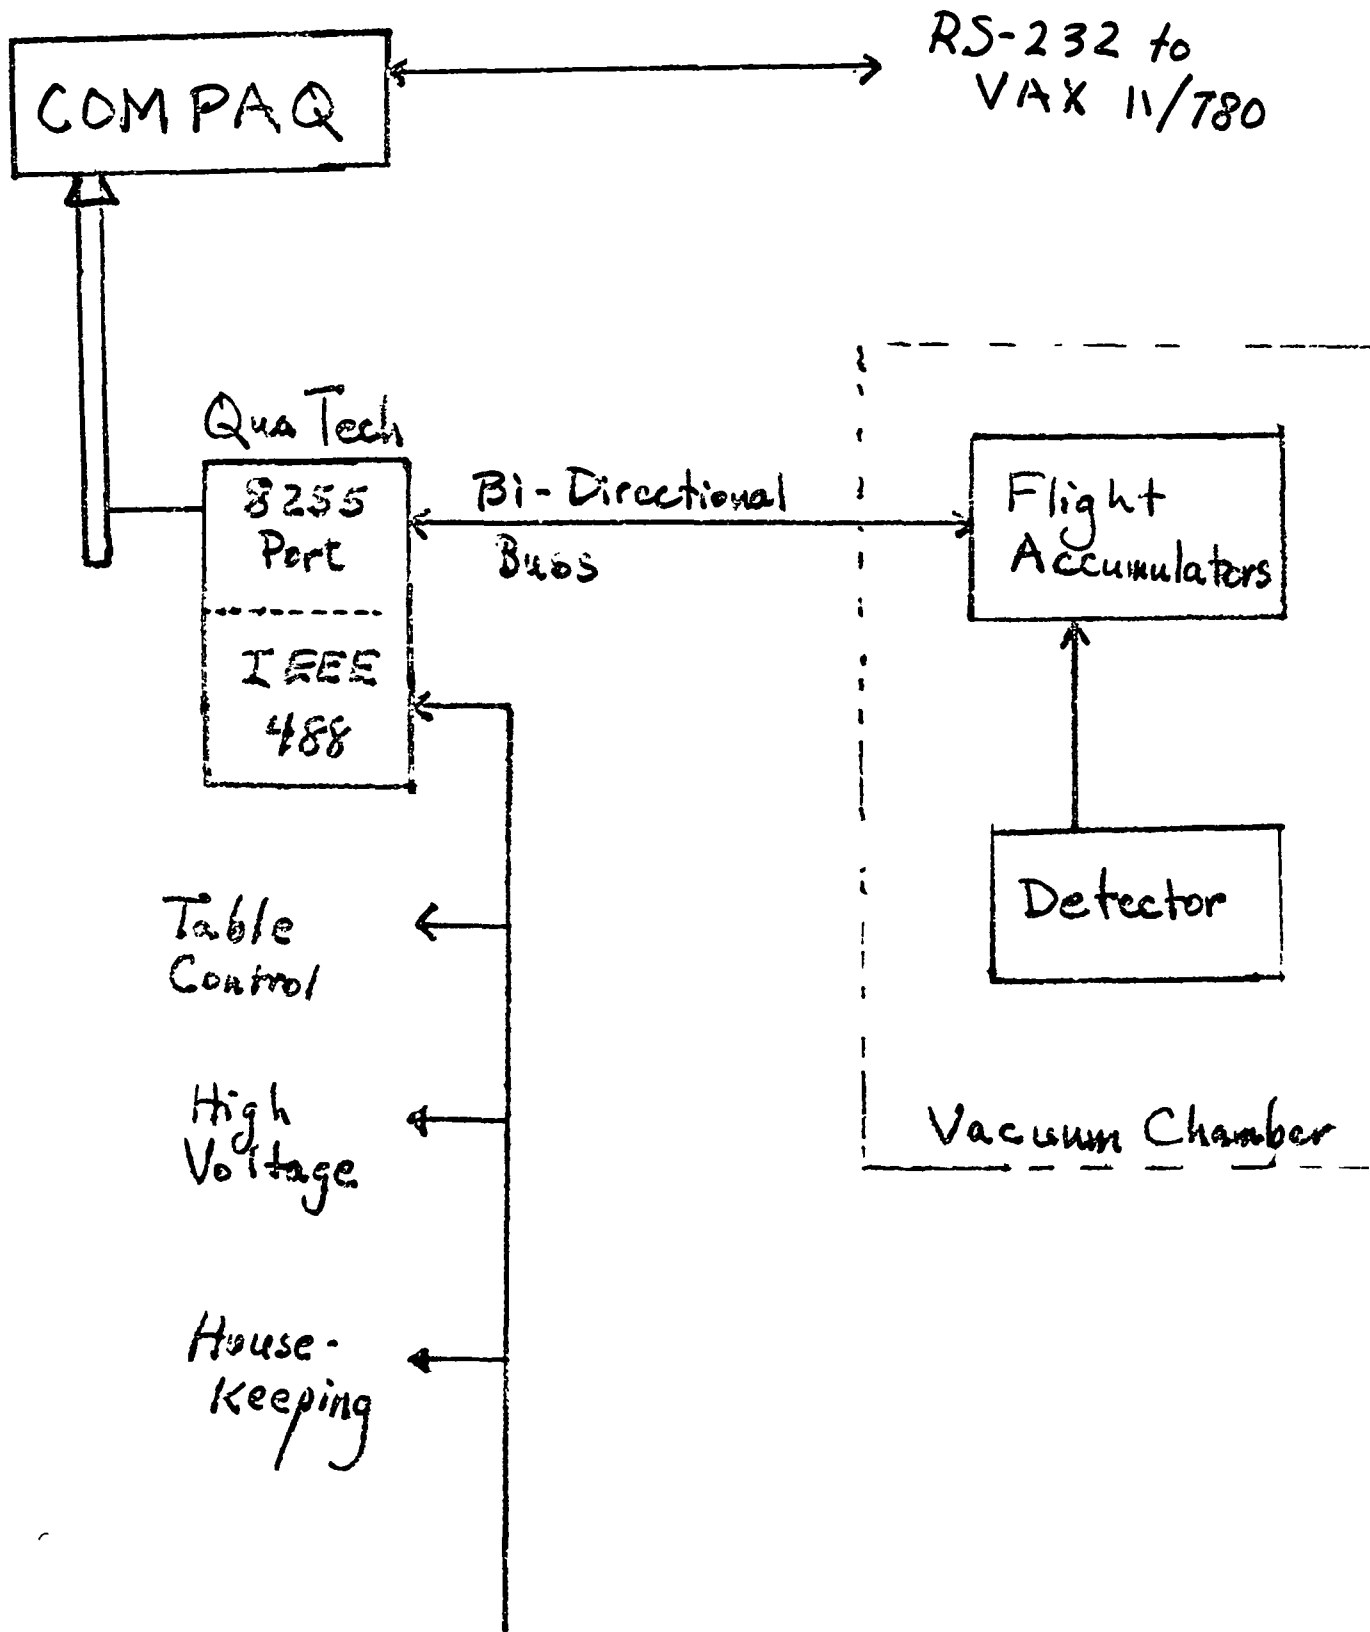 COMPAQ
RS-232 to
VAX 11/780
Qua Tech
8255
Port
IEEE
488
Bi-Directional
Buss
Flight
Accumulators
Detector
Vacuum Chamber
Table
Control
High
Voltage
House-
Keeping